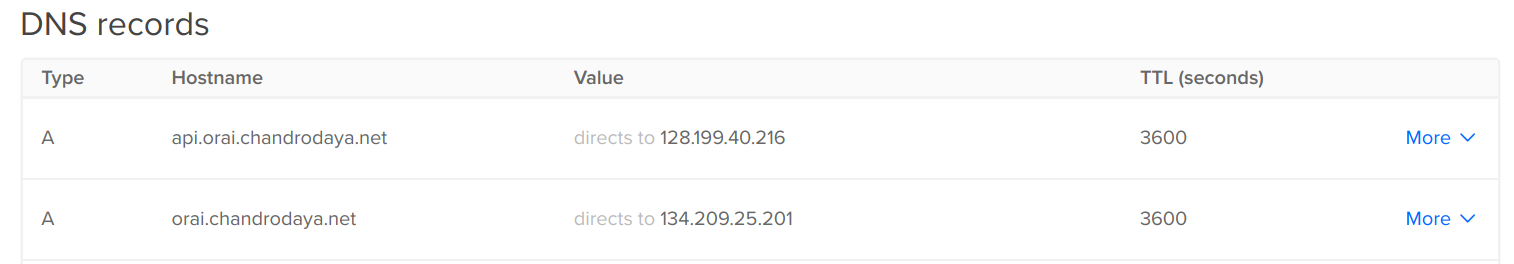 DNS records
Type Hostname Value TTL (seconds)
A api.orai.chandrodaya.net directs to 128.199.40.216 3600 More
A orai.chandrodaya.net directs to 134.209.25.201 3600 More